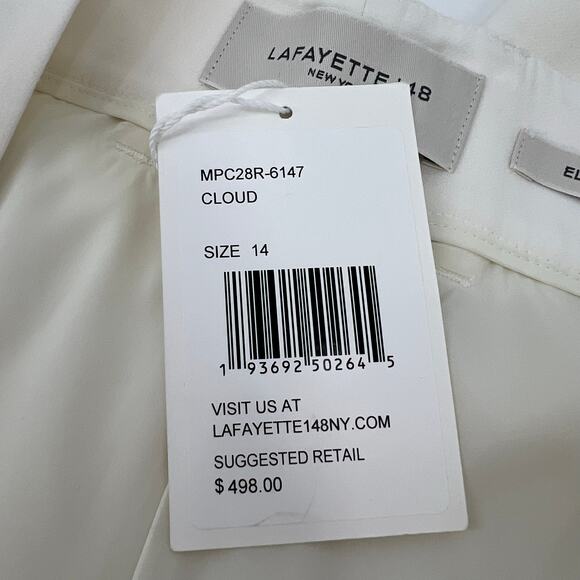 LAFAYETTE 148
NEW
EL
MPC28R-6147
CLOUD
SIZE 14
1 93692 50264 5
VISIT US AT
LAFAYETTE148NY.COM
SUGGESTED RETAIL
$ 498.00